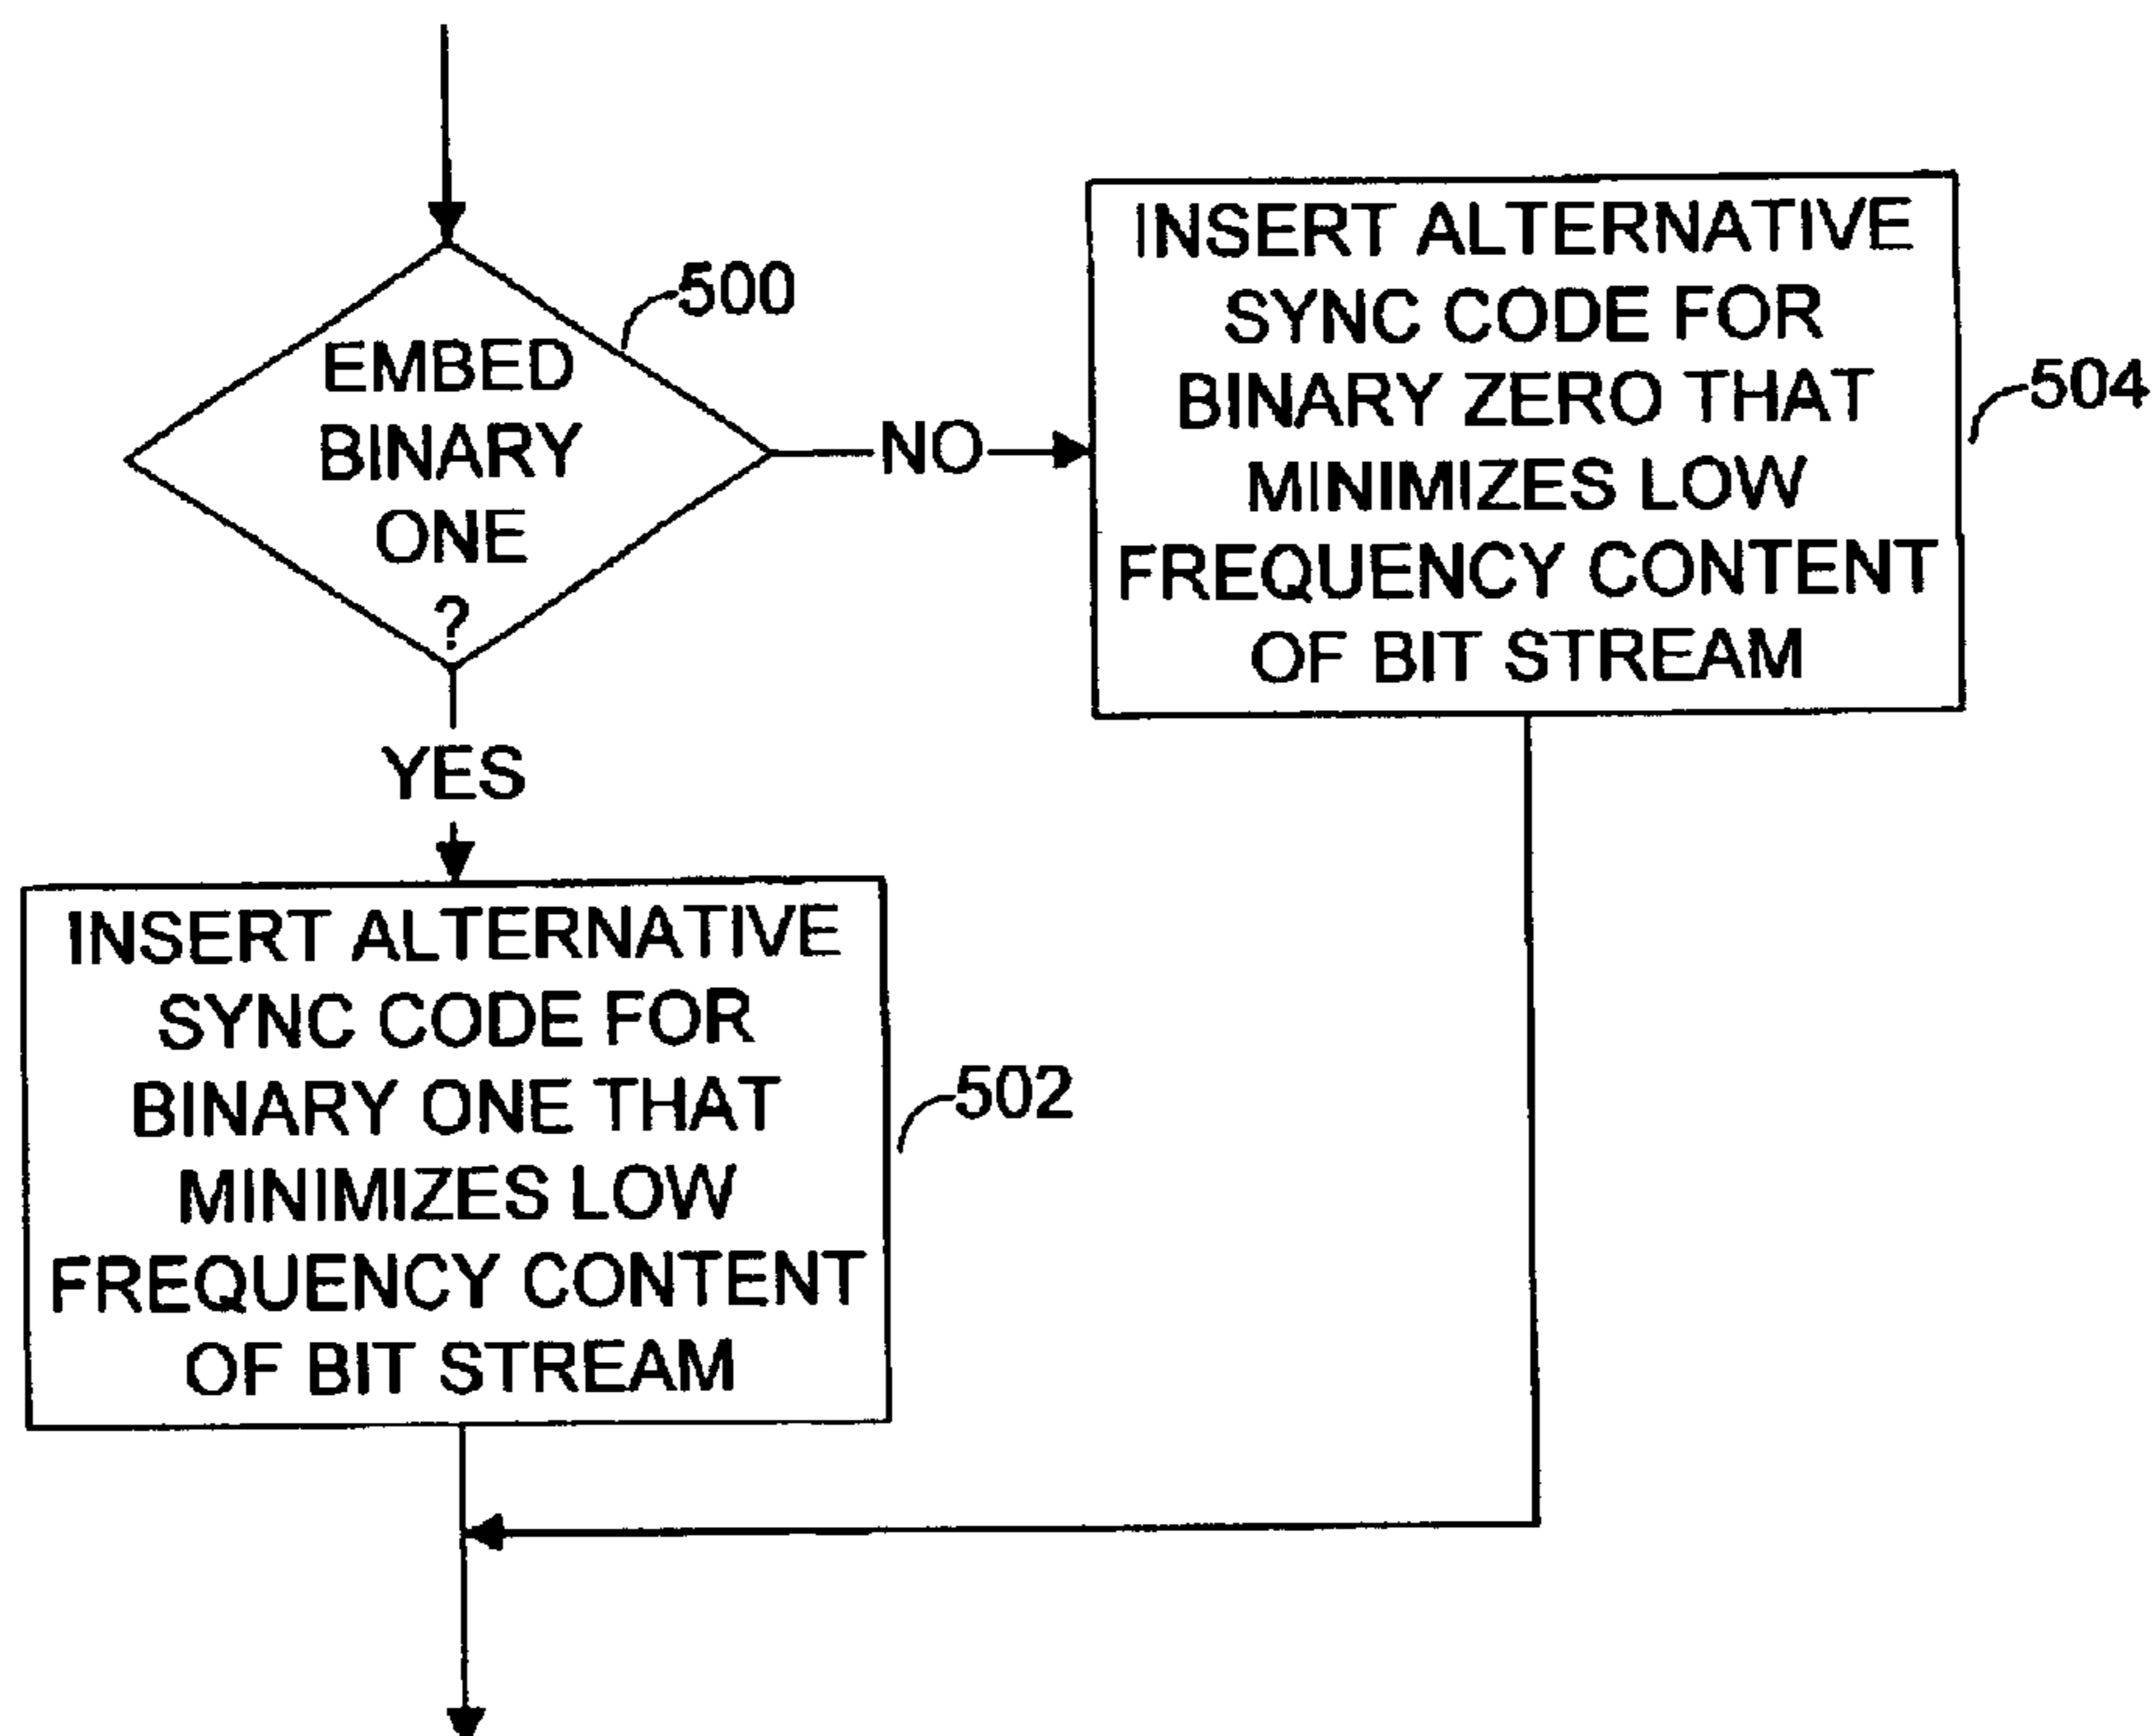 500
EMBED
BINARY
ONE
?
NO
INSERT ALTERNATIVE
SYNC CODE FOR
BINARY ZERO THAT
MINIMIZES LOW
FREQUENCY CONTENT
OF BIT STREAM
504
YES
INSERT ALTERNATIVE
SYNC CODE FOR
BINARY ONE THAT
MINIMIZES LOW
FREQUENCY CONTENT
OF BIT STREAM
502